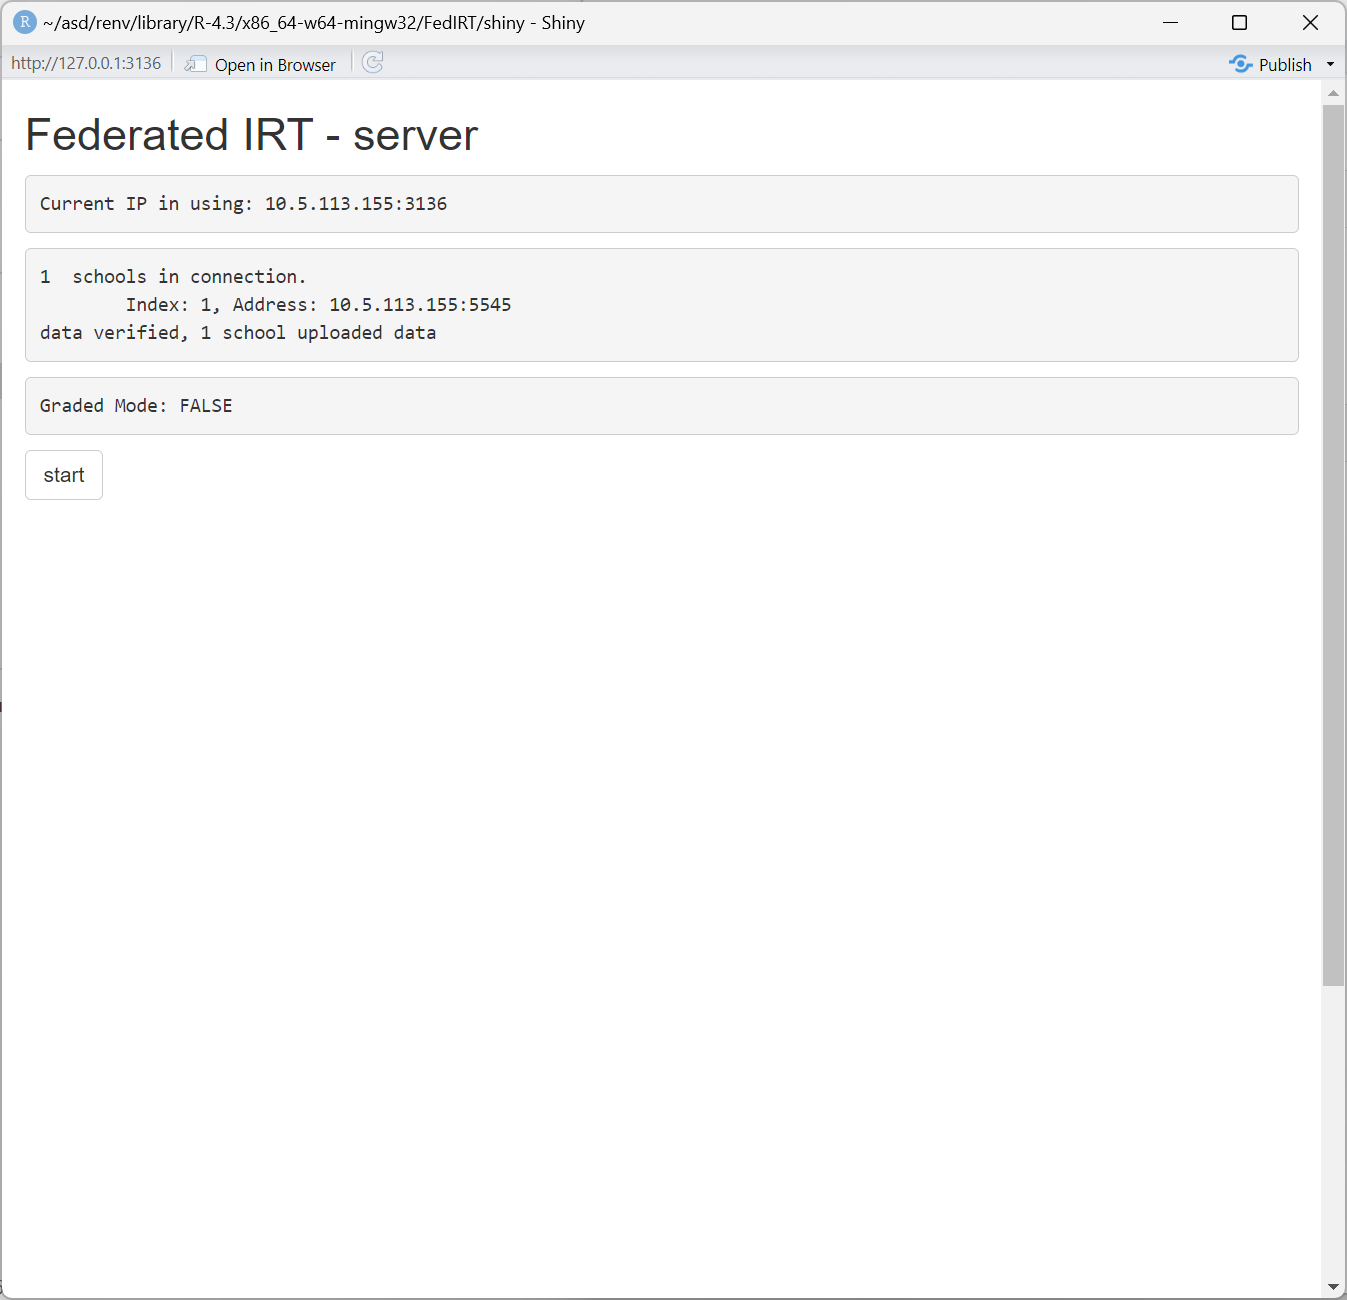 R ~/asd/renv/library/R-4.3/x86_64-w64-mingw32/FedIRT/shiny - Shiny
http://127.0.0.1:3136 Open in Browser Publish
Federated IRT - server
Current IP in using: 10.5.113.155:3136
1  schools in connection.
        Index: 1, Address: 10.5.113.155:5545
data verified, 1 school uploaded data
Graded Mode: FALSE
start